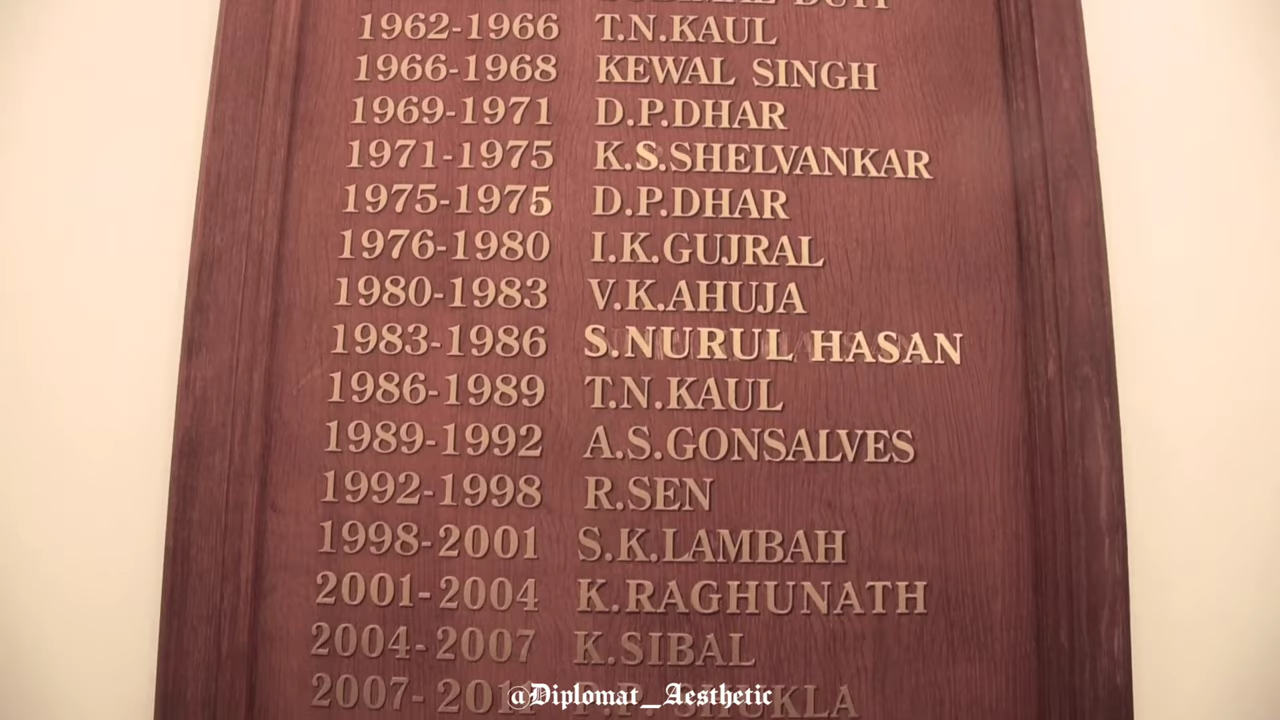 1962-1966 T.N.KAUL
1966-1968 KEWAL SINGH
1969-1971 D.P.DHAR
1971-1975 K.S.SHELVANKAR
1975-1975 D.P.DHAR
1976-1980 I.K.GUJRAL
1980-1983 V.K.AHUJA
1983-1986 S.NURUL HASAN
1986-1989 T.N.KAUL
1989-1992 A.S.GONSALVES
1992-1998 R.SEN
1998-2001 S.K.LAMBAH
2001-2004 K.RAGHUNATH
2004-2007 K.SIBAL
2007-2011 P.P. SHUKLA
@Diplomat_Aesthetic